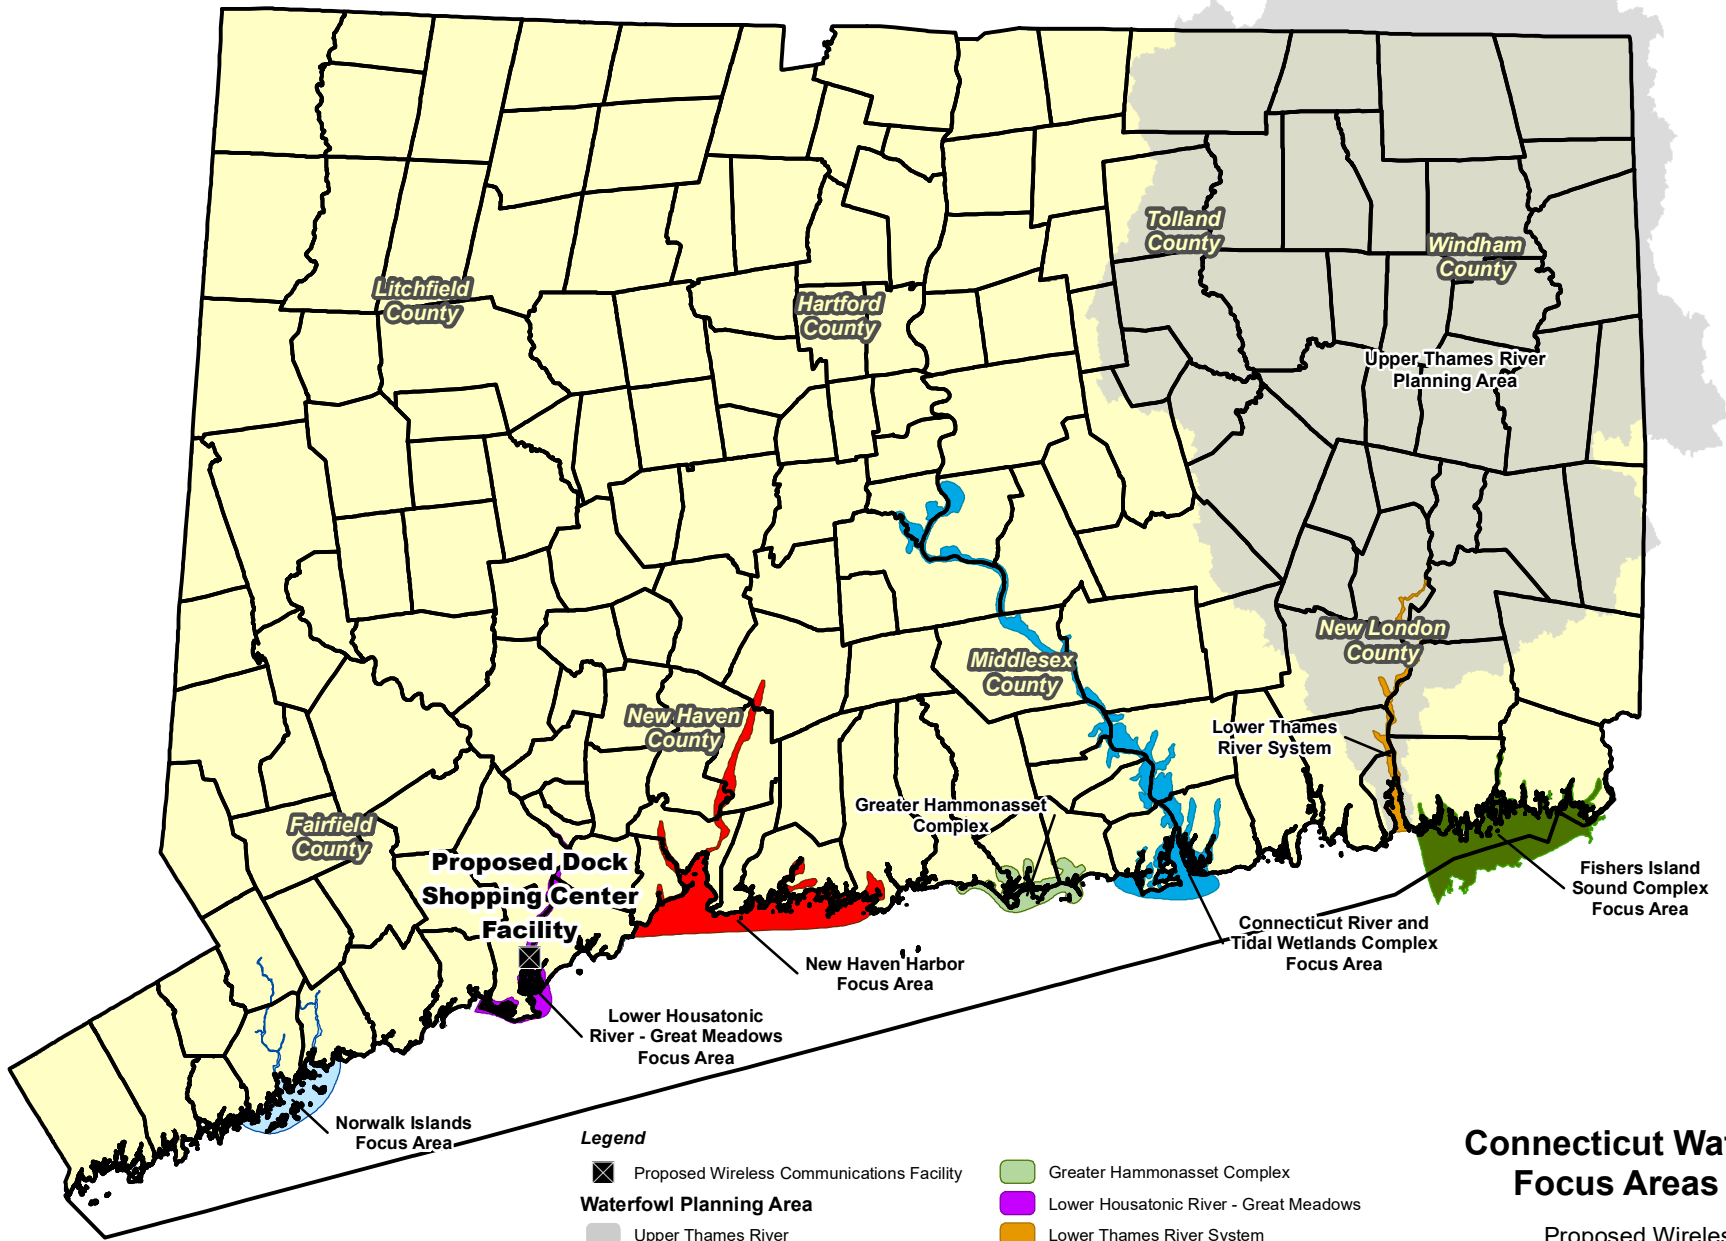 Tolland
County
Windham
County
Litchfield
County
Hartford
County
Upper Thames River
Planning Area
New London
County
Middlesex
County
New Haven
County
Lower Thames
River System
Greater Hammonasset
Complex
Fairfield
County
Proposed Dock
Shopping Center
Facility
Fishers Island
Sound Complex
Focus Area
Connecticut River and
Tidal Wetlands Complex
Focus Area
New Haven Harbor
Focus Area
Lower Housatonic
River - Great Meadows
Focus Area
Norwalk Islands
Focus Area
Legend
Proposed Wireless Communications Facility
Waterfowl Planning Area
Upper Thames River
Greater Hammonasset Complex
Lower Housatonic River - Great Meadows
Lower Thames River System
Connecticut Wat
Focus Areas
Proposed Wireles